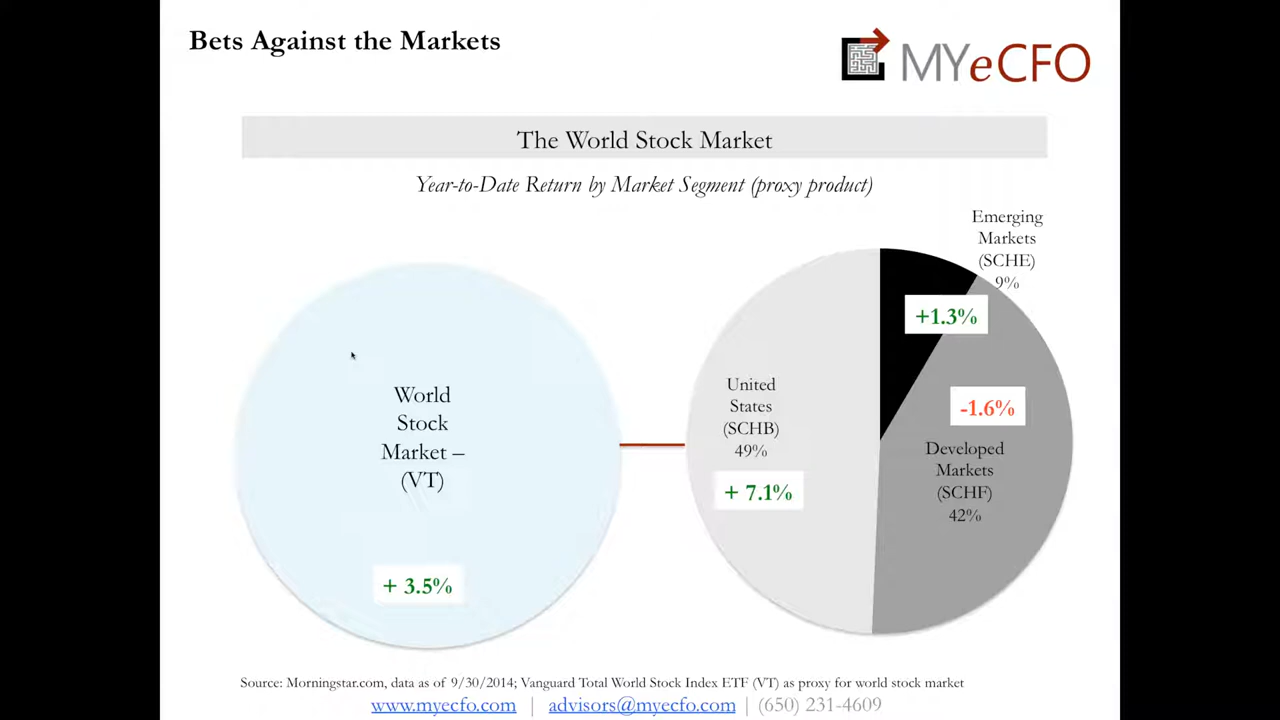 Bets Against the Markets
MYeCFO
The World Stock Market
Year-to-Date Return by Market Segment (proxy product)
World
Stock
Market –
(VT)
+ 3.5%
United
States
(SCHB)
49%
+ 7.1%
Emerging
Markets
(SCHE)
9%
+1.3%
-1.6%
Developed
Markets
(SCHF)
42%
Source: Morningstar.com, data as of 9/30/2014; Vanguard Total World Stock Index ETF (VT) as proxy for world stock market
www.myecfo.com | advisors@myecfo.com | (650) 231-4609